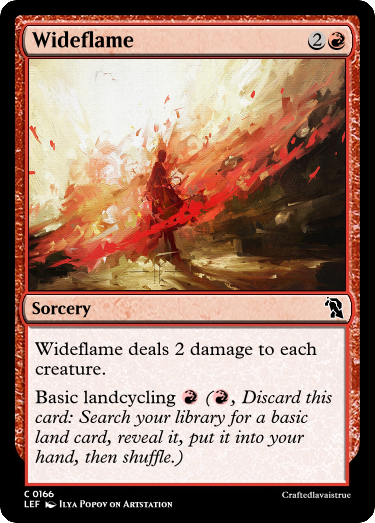 Wideflame 2
Sorcery
Wideflame deals 2 damage to each
creature.
Basic landcycling (, Discard this
card: Search your library for a basic
land card, reveal it, put it into your
hand, then shuffle.)
C 0166
LEF Ilya Popov on Artstation Craftedlavaistrue